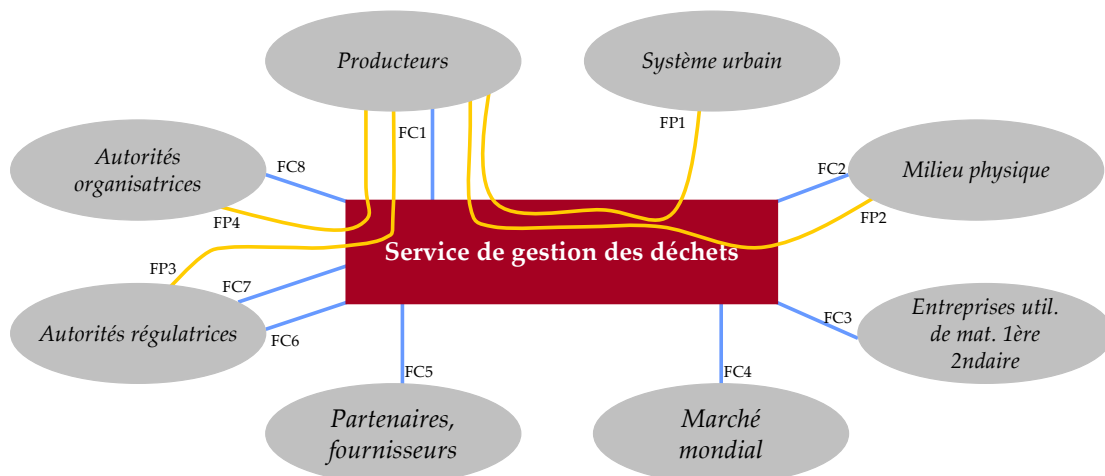 Producteurs
Système urbain
FP1
FC1
Autorités
organisatrices
FC8
FC2
Milieu physique
FP4
FP2
Service de gestion des déchets
FP3
FC7
Autorités régulatrices
FC6
FC3
Entreprises util.
de mat. 1ère
2ndaire
FC5
FC4
Partenaires,
fournisseurs
Marché
mondial